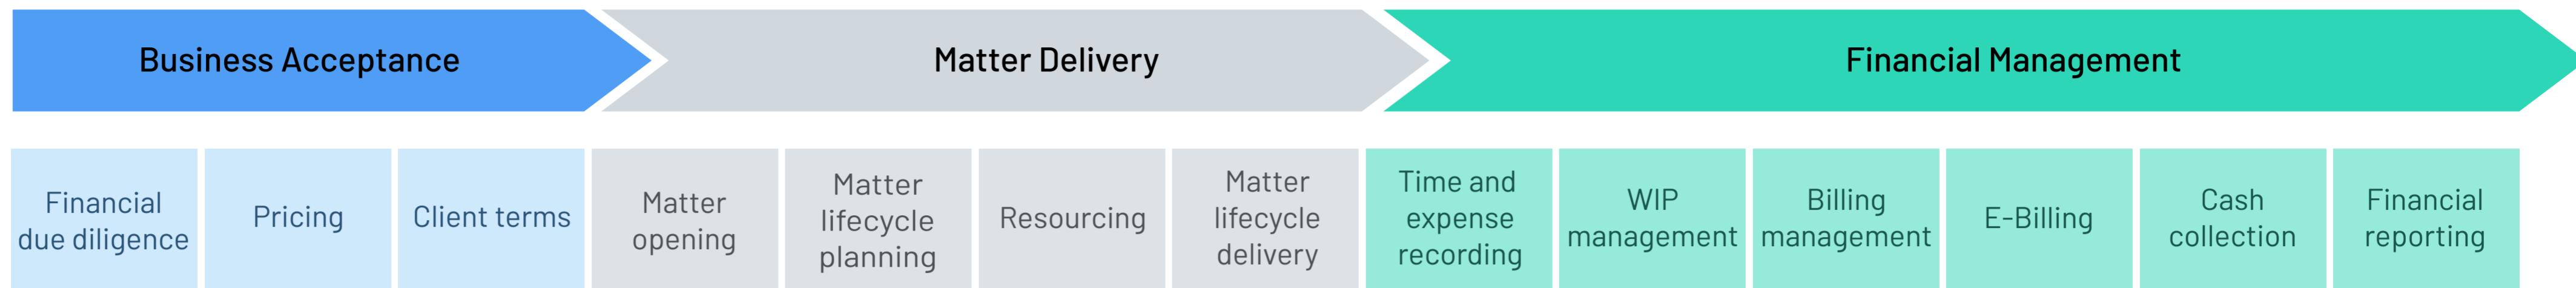 Business Acceptance
Matter Delivery
Financial Management
Financial
due diligence
Pricing
Client terms
Matter
opening
Matter
lifecycle
planning
Resourcing
Matter
lifecycle
delivery
Time and
expense
recording
WIP
management
Billing
management
E-Billing
Cash
collection
Financial
reporting